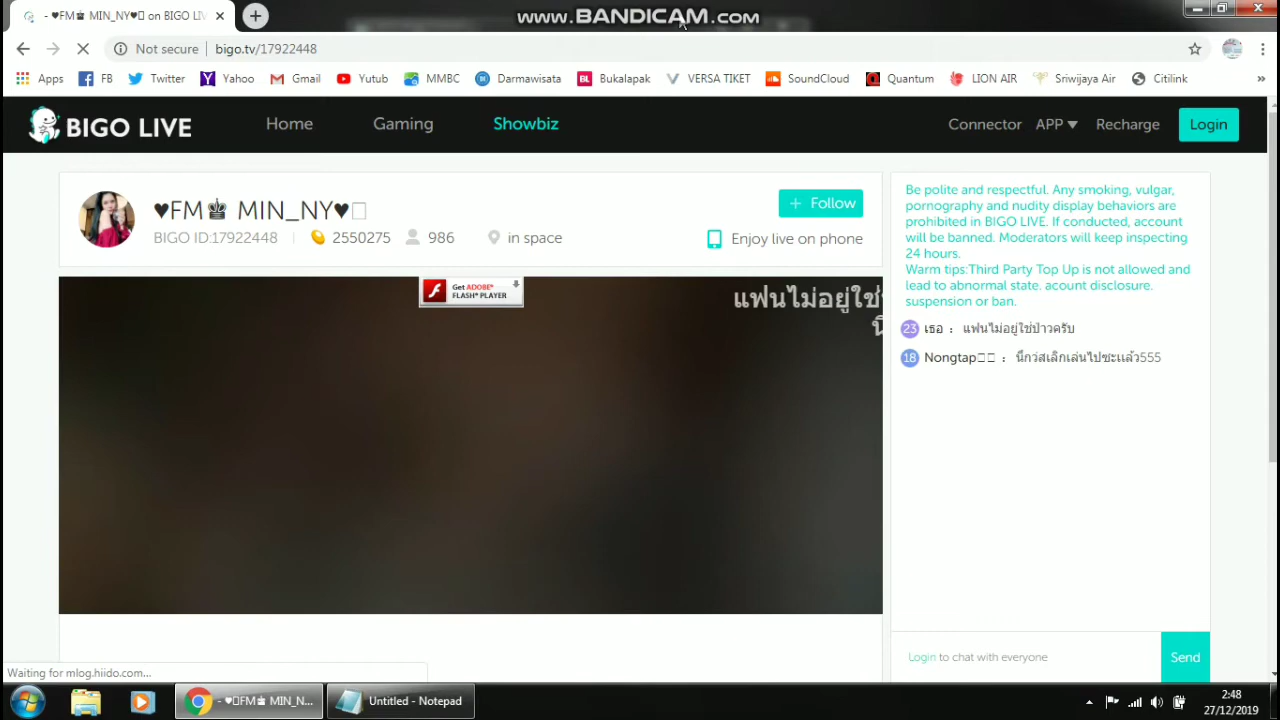 - ♥FM♚ MIN_NY♥□ on BIGO LIV
www.BANDICAM.com
Not secure
bigo.tv/17922448
Apps
FB
Twitter
Yahoo
Gmail
Yutub
MMBC
Darmawisata
Bukalapak
VERSA TIKET
SoundCloud
Quantum
LION AIR
Sriwijaya Air
Citilink
»
BIGO LIVE
Home
Gaming
Showbiz
Connector
APP
Recharge
Login
♥FM♚ MIN_NY♥□
+ Follow
BIGO ID:17922448
2550275
986
in space
Enjoy live on phone
Get ADOBE®
FLASH® PLAYER
แฟนไม่อยู่ใช่
Be polite and respectful. Any smoking, vulgar,
pornography and nudity display behaviors are
prohibited in BIGO LIVE. If conducted, account
will be banned. Moderators will keep inspecting
24 hours.
Warm tips:Third Party Top Up is not allowed and
lead to abnormal state. acount disclosure.
suspension or ban.
23 เธอ : แฟนไม่อยู่ใช่ป่าวครับ
18 Nongtap□□ : นึกว่สเลิกเล่นไปซะแล้ว555
Login to chat with everyone
Send
Waiting for mlog.hiido.com...
- ♥□FM♚ MIN_N...
Untitled - Notepad
2:48
27/12/2019